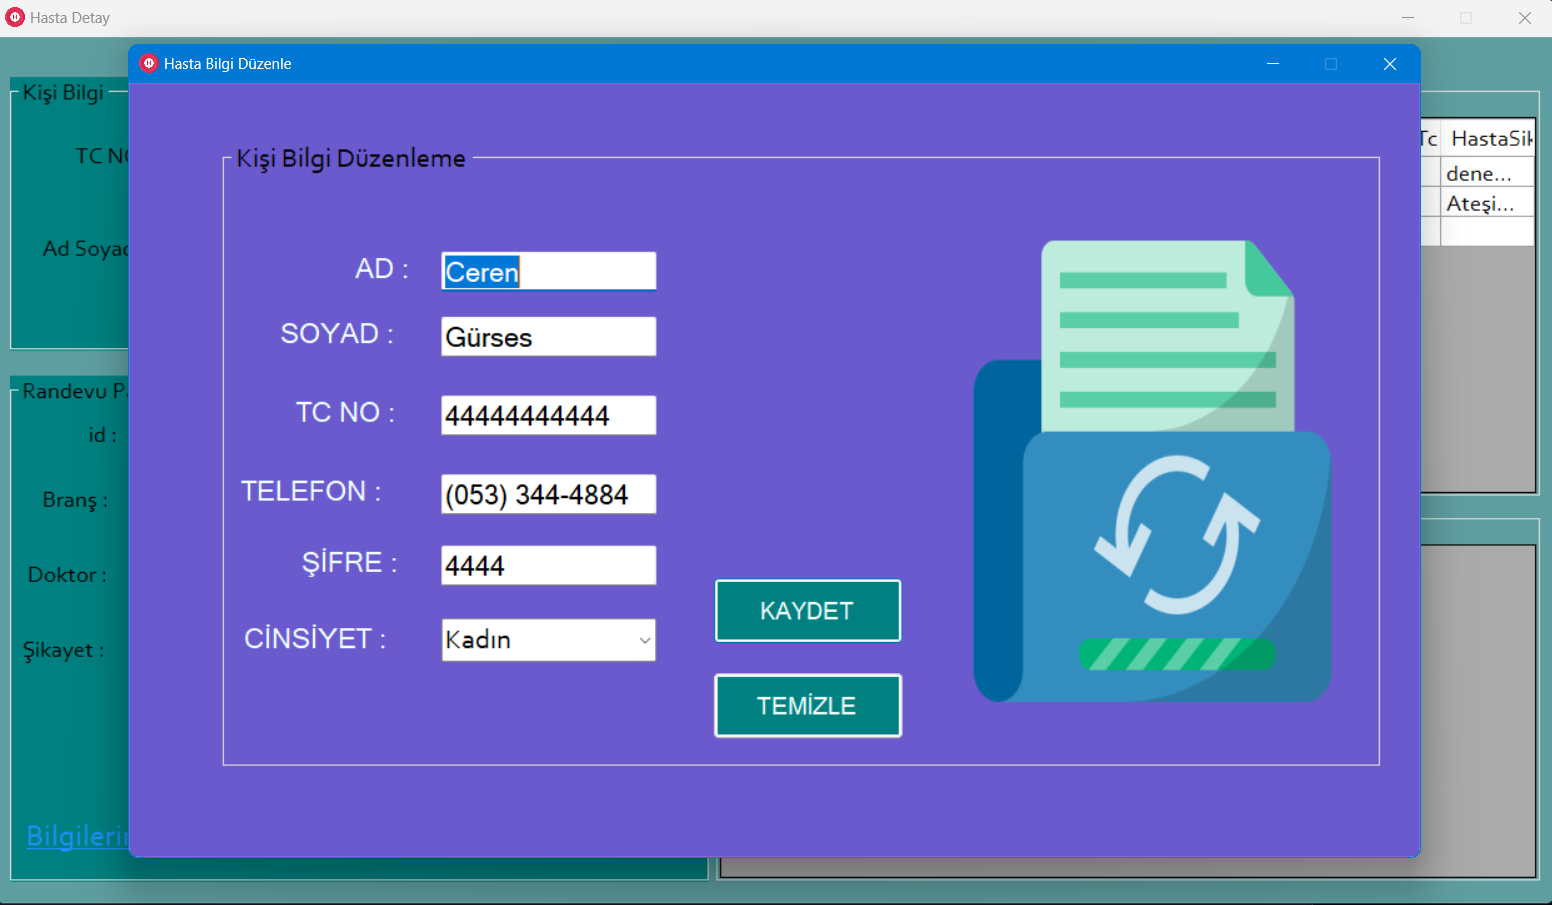 Hasta Detay
Hasta Bilgi Düzenle
Kişi Bilgi
TC NO
Ad Soyad
Randevu Pa
id :
Branş :
Doktor :
Şikayet :
Kişi Bilgi Düzenleme
AD : Ceren
SOYAD : Gürses
TC NO : 44444444444
TELEFON : (053) 344-4884
ŞİFRE : 4444
CİNSİYET : Kadın
KAYDET
TEMİZLE
Tc HastaSik
dene...
Ateşi...